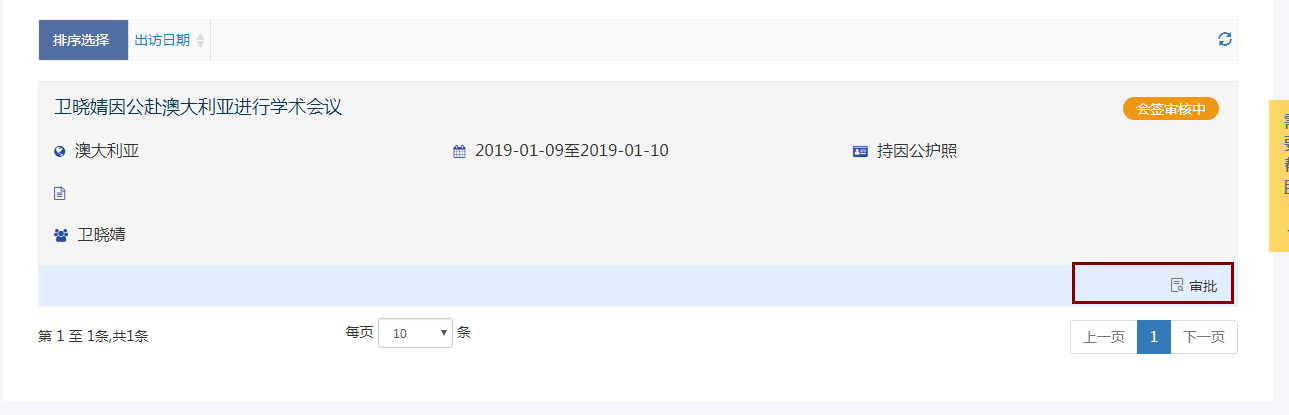 排序选择 出访日期
卫晓婧因公赴澳大利亚进行学术会议 会签审核中
澳大利亚 2019-01-09至2019-01-10 持因公护照
卫晓婧
审批
第 1 至 1条,共1条 每页 10 条 上一页 1 下一页
需
要